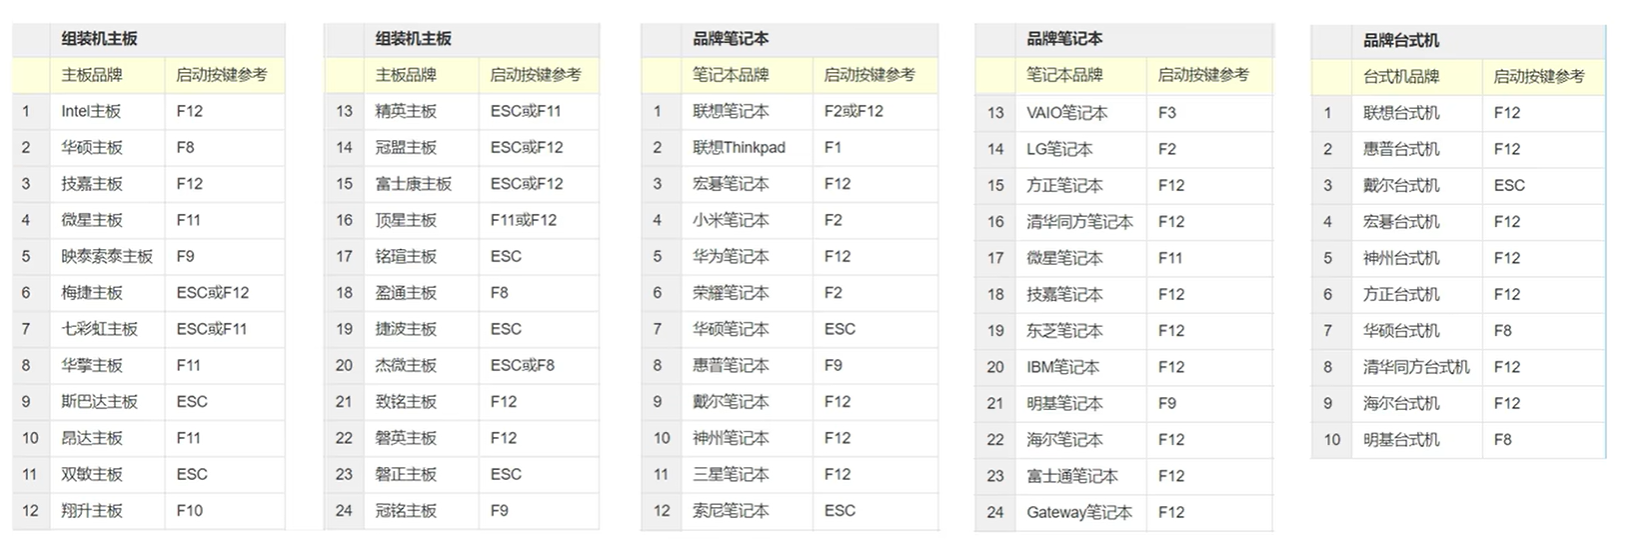 组装机主板
主板品牌 启动按键参考
1 Intel主板 F12
2 华硕主板 F8
3 技嘉主板 F12
4 微星主板 F11
5 映泰索泰主板 F9
6 梅捷主板 ESC或F12
7 七彩虹主板 ESC或F11
8 华擎主板 F11
9 斯巴达主板 ESC
10 昂达主板 F11
11 双敏主板 ESC
12 翔升主板 F10
组装机主板
主板品牌 启动按键参考
13 精英主板 ESC或F11
14 冠盟主板 ESC或F12
15 富士康主板 ESC或F12
16 顶星主板 F11或F12
17 铭瑄主板 ESC
18 盈通主板 F8
19 捷波主板 ESC
20 杰微主板 ESC或F8
21 致铭主板 F12
22 磐英主板 F12
23 磐正主板 ESC
24 冠铭主板 F9
品牌笔记本
笔记本品牌 启动按键参考
1 联想笔记本 F2或F12
2 联想Thinkpad F1
3 宏碁笔记本 F12
4 小米笔记本 F2
5 华为笔记本 F12
6 荣耀笔记本 F2
7 华硕笔记本 ESC
8 惠普笔记本 F9
9 戴尔笔记本 F12
10 神州笔记本 F12
11 三星笔记本 F12
12 索尼笔记本 ESC
品牌笔记本
笔记本品牌 启动按键参考
13 VAIO笔记本 F3
14 LG笔记本 F2
15 方正笔记本 F12
16 清华同方笔记本 F12
17 微星笔记本 F11
18 技嘉笔记本 F12
19 东芝笔记本 F12
20 IBM笔记本 F12
21 明基笔记本 F9
22 海尔笔记本 F12
23 富士通笔记本 F12
24 Gateway笔记本 F12
品牌台式机
台式机品牌 启动按键参考
1 联想台式机 F12
2 惠普台式机 F12
3 戴尔台式机 ESC
4 宏碁台式机 F12
5 神州台式机 F12
6 方正台式机 F12
7 华硕台式机 F8
8 清华同方台式机 F12
9 海尔台式机 F12
10 明基台式机 F8